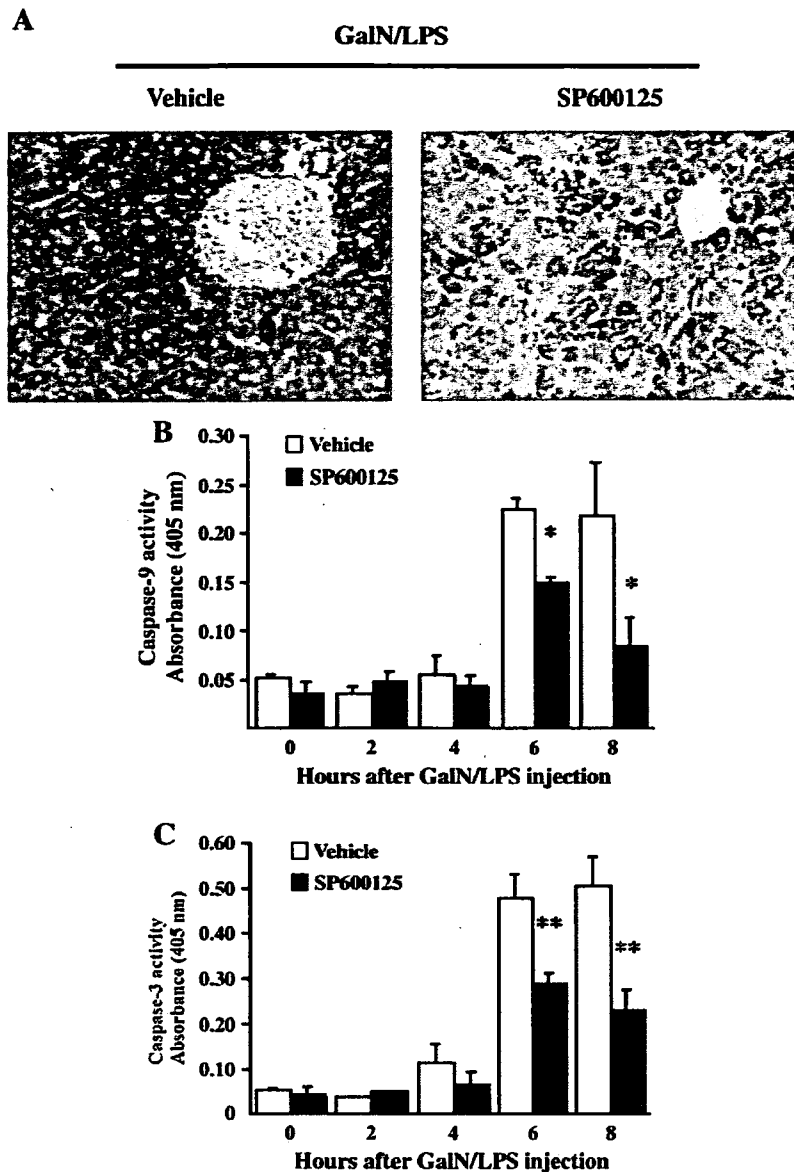 A
GalN/LPS
Vehicle SP600125
B
0.30
0.25
0.20
0.15
0.10
0.05
Caspase-9 activity
Absorbance (405 nm)
Vehicle
SP600125
*
*
0 2 4 6 8
Hours after GalN/LPS injection
C
0.60
0.50
0.40
0.30
0.20
0.10
0
Caspase-3 activity
Absorbance (405 nm)
Vehicle
SP600125
**
**
0 2 4 6 8
Hours after GalN/LPS injection